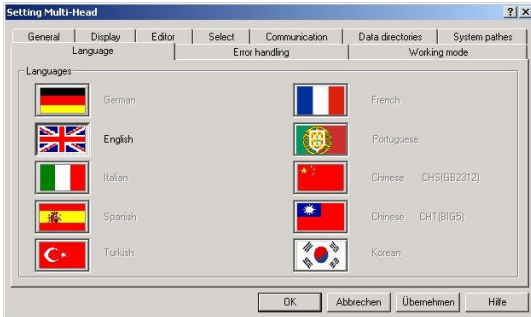 Setting Multi-Head
General Display Editor Select Communication Data directories System pathes
Language Error handling Working mode
Languages
German French
English Portuguese
Italian Chinese CHS(GB2312)
Spanish Chinese CHT(BIG5)
Turkish Korean
OK Abbrechen Übernehmen Hilfe